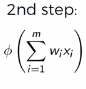 2nd step:
ϕ(∑_{i=1}^{m} w_i x_i)